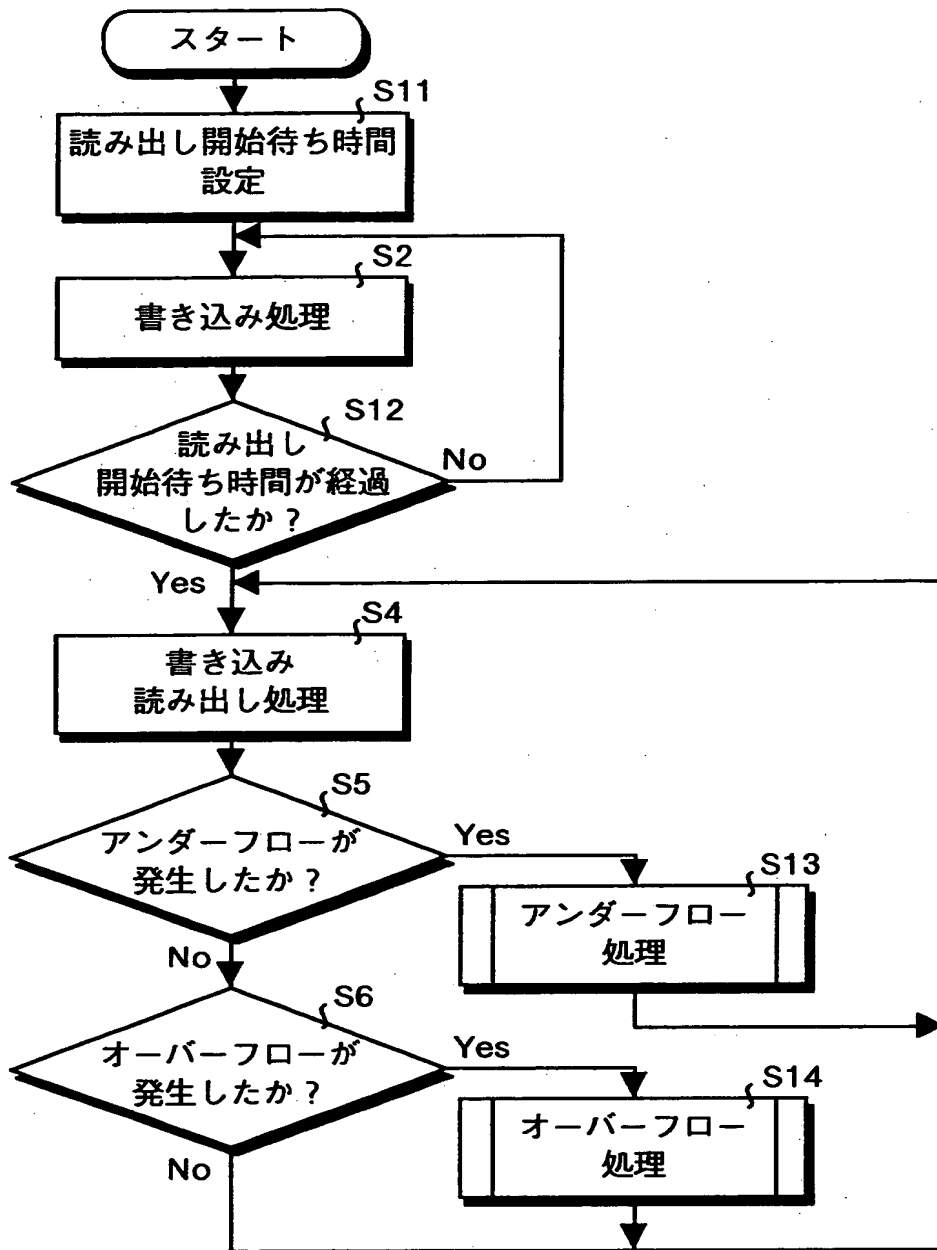 スタート
S11
読み出し開始待ち時間
設定
S2
書き込み処理
S12
読み出し
開始待ち時間が経過
したか？
No
Yes
S4
書き込み
読み出し処理
S5
アンダーフローが
発生したか？
Yes
S13
アンダーフロー
処理
No
S6
オーバーフローが
発生したか？
Yes
S14
オーバーフロー
処理
No